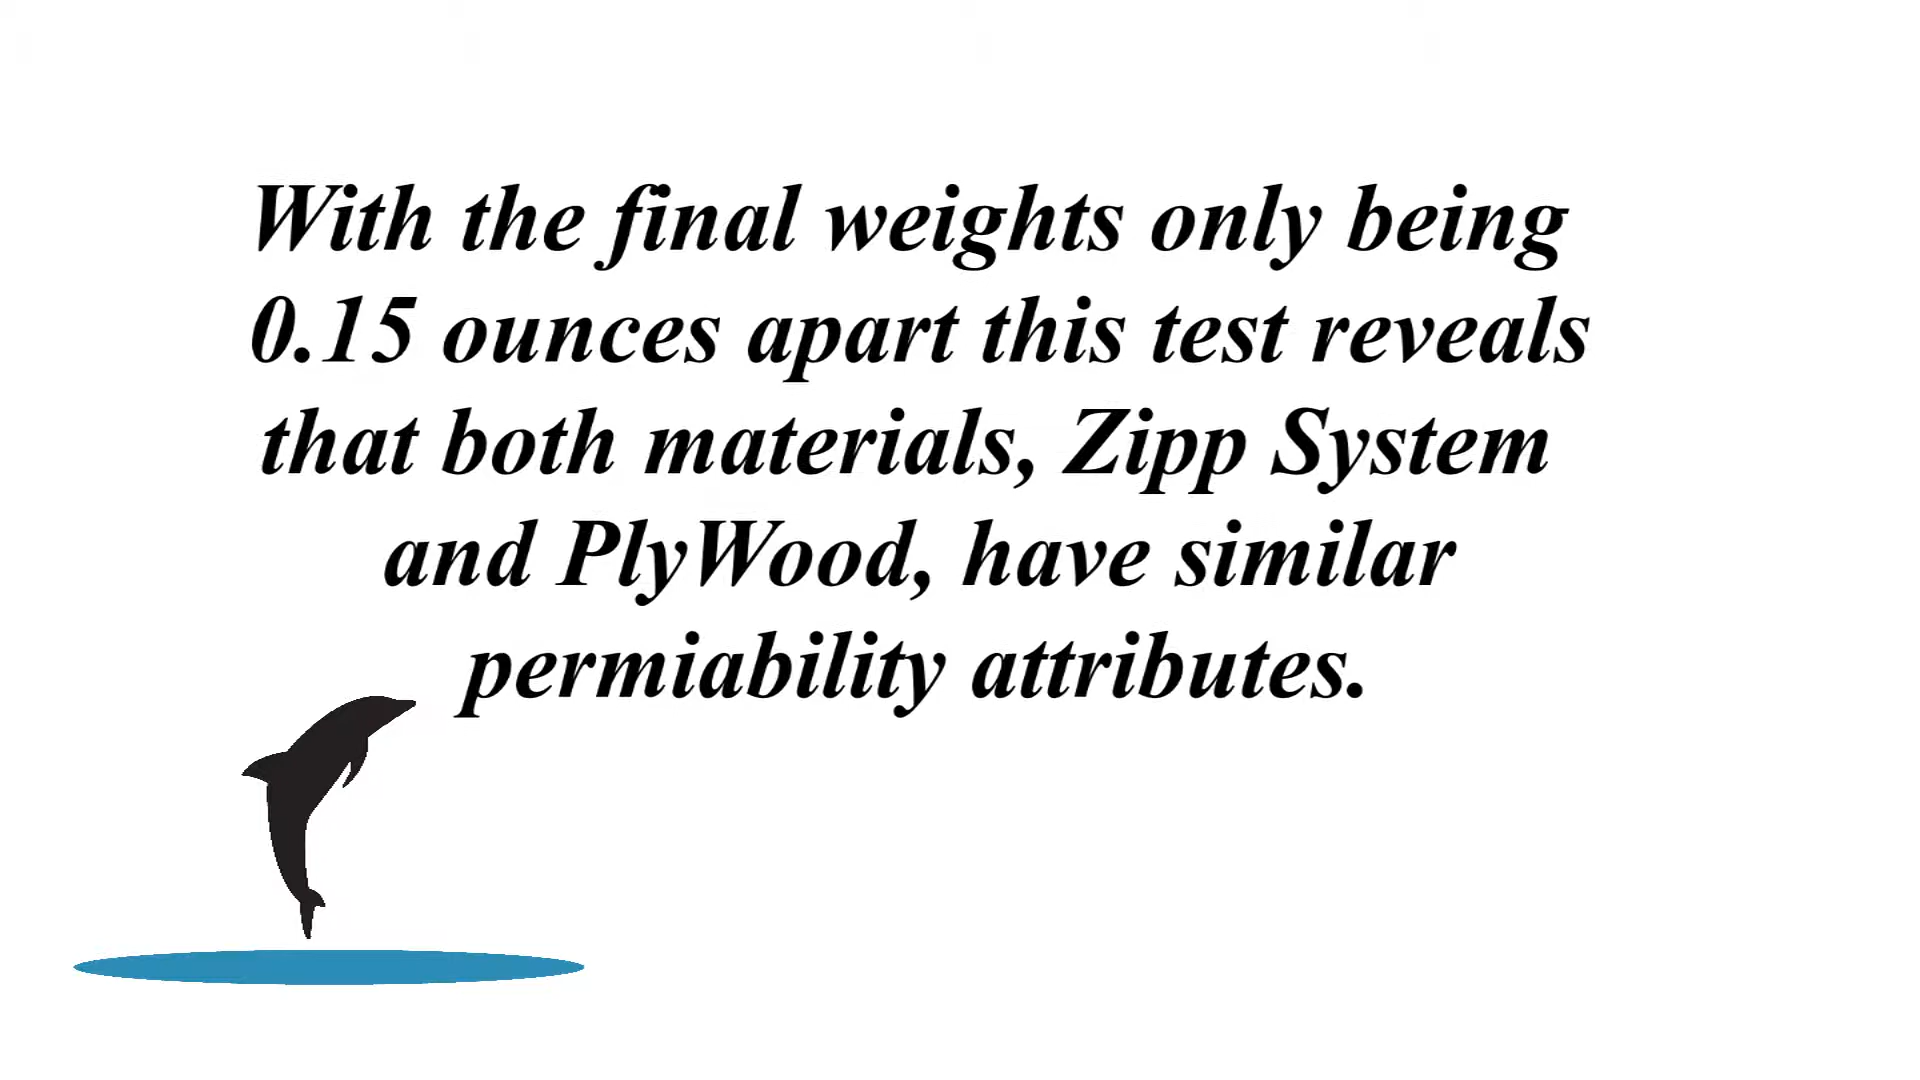 With the final weights only being
0.15 ounces apart this test reveals
that both materials, Zipp System
and PlyWood, have similar
permiability attributes.